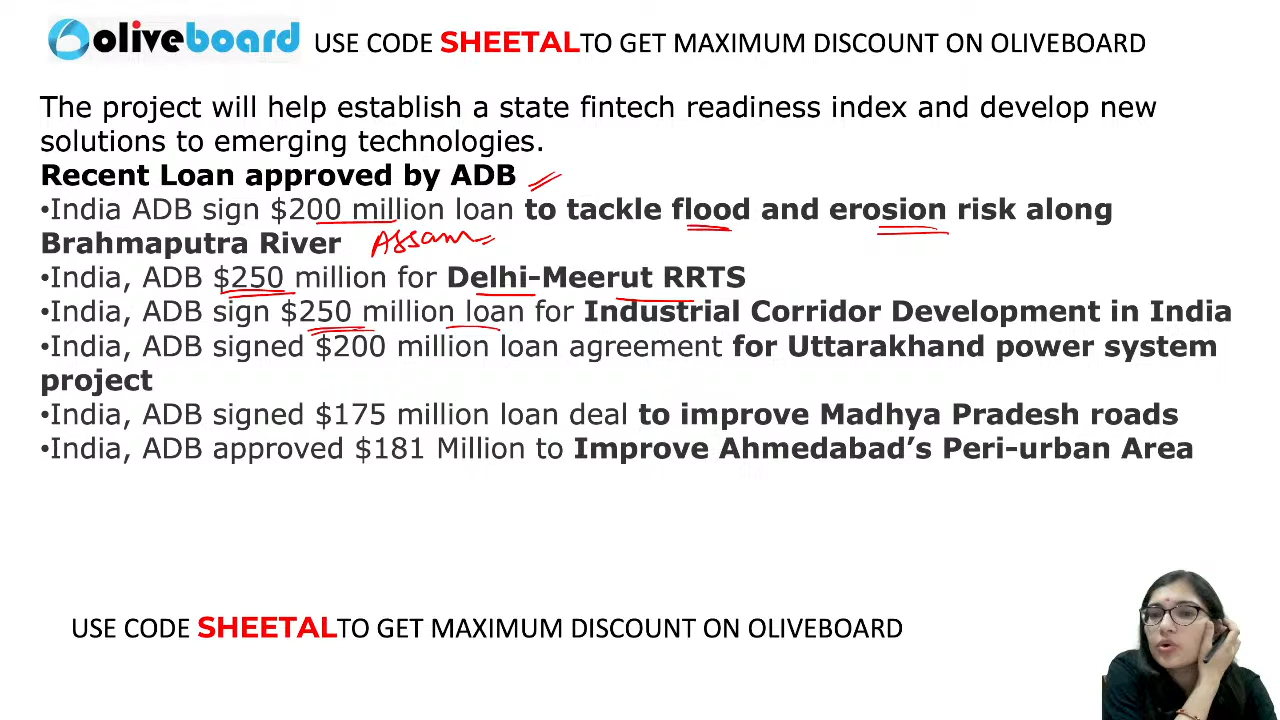 oliveboard USE CODE SHEETAL TO GET MAXIMUM DISCOUNT ON OLIVEBOARD
The project will help establish a state fintech readiness index and develop new
solutions to emerging technologies.
Recent Loan approved by ADB
•India ADB sign $200 million loan to tackle flood and erosion risk along
Brahmaputra River Assam
•India, ADB $250 million for Delhi-Meerut RRTS
•India, ADB sign $250 million loan for Industrial Corridor Development in India
•India, ADB signed $200 million loan agreement for Uttarakhand power system
project
•India, ADB signed $175 million loan deal to improve Madhya Pradesh roads
•India, ADB approved $181 Million to Improve Ahmedabad’s Peri-urban Area
USE CODE SHEETAL TO GET MAXIMUM DISCOUNT ON OLIVEBOARD